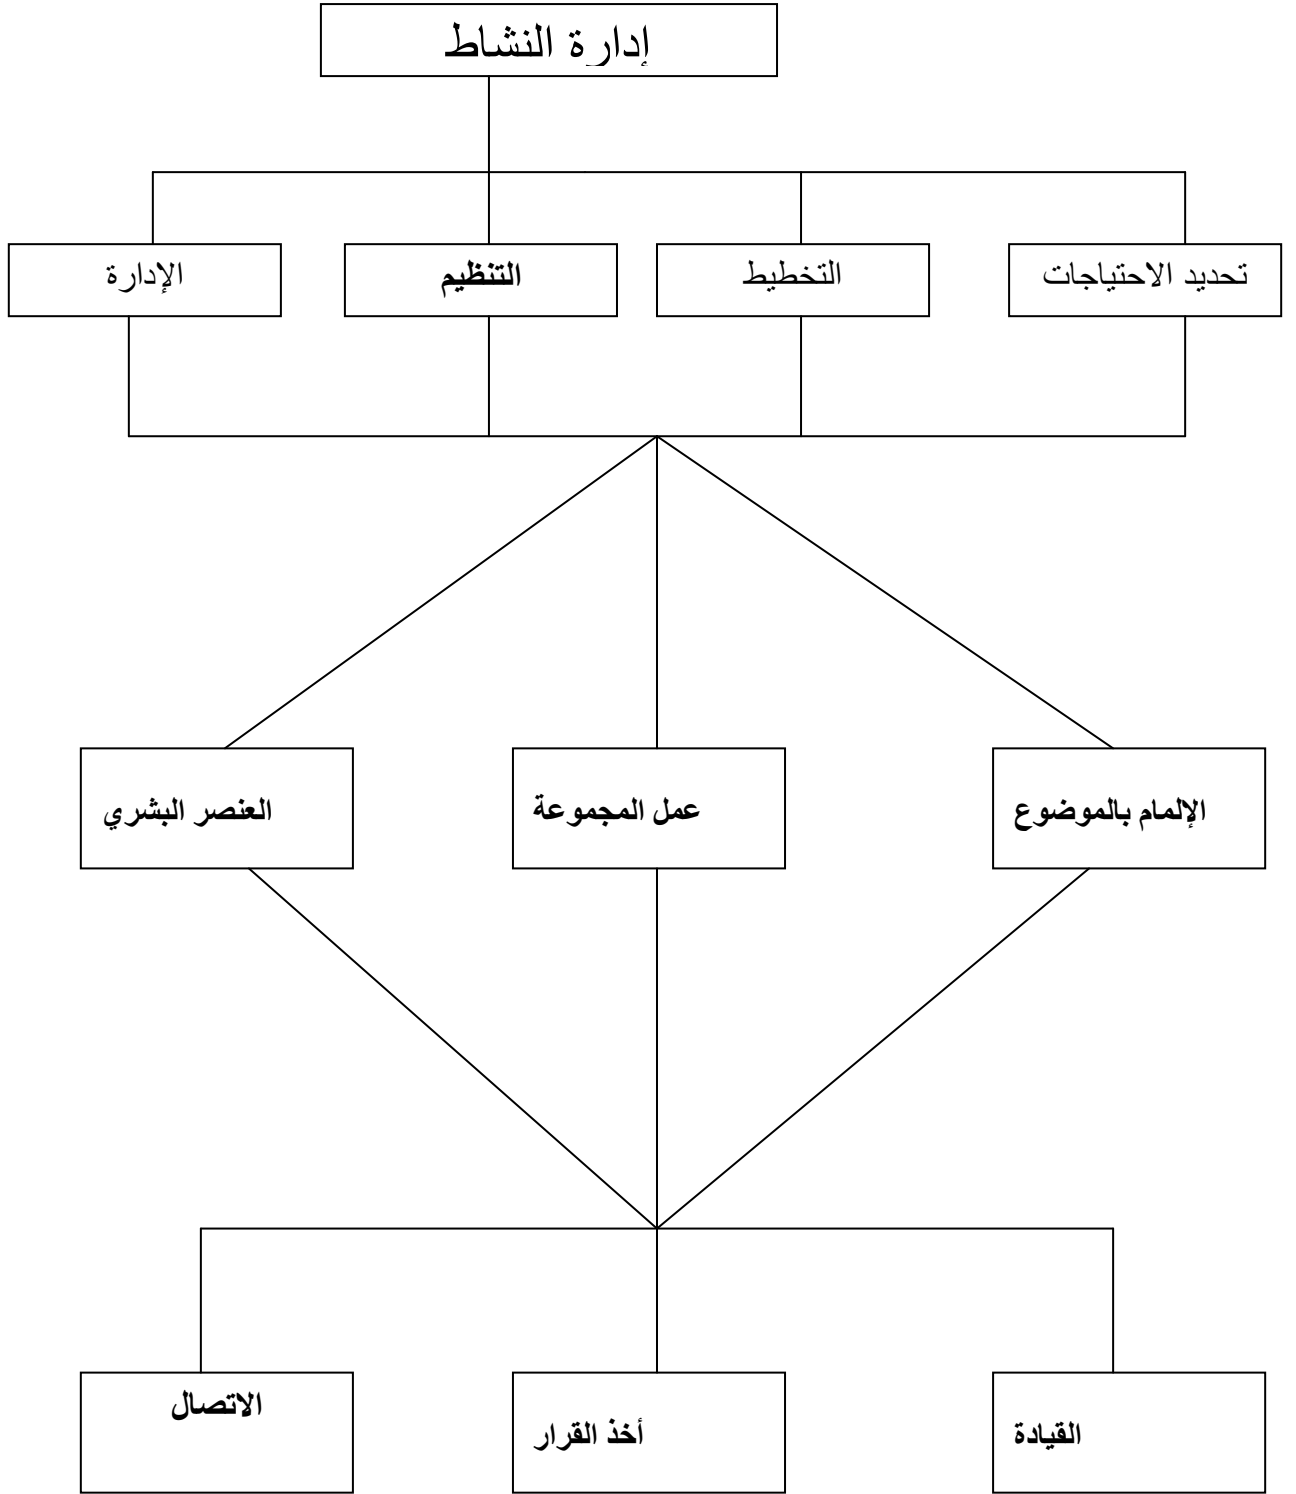 إدارة النشاط
تحديد الاحتياجات
التخطيط
التنظيم
الإدارة
الإلمام بالموضوع
عمل المجموعة
العنصر البشري
القيادة
أخذ القرار
الاتصال